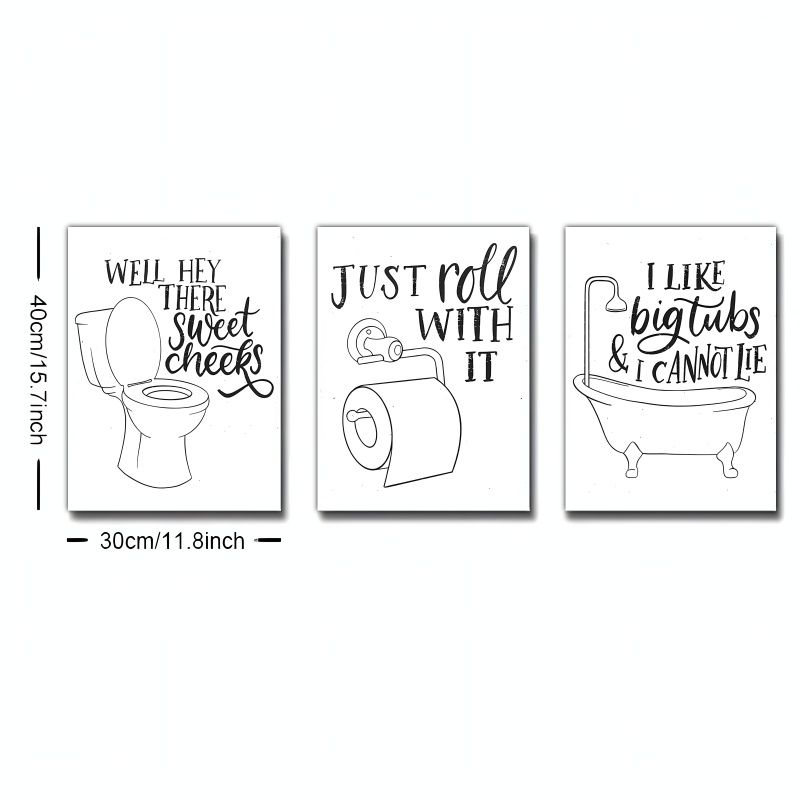 WELL HEY
THERE
sweet
cheeks
JUST roll
WITH
IT
I LIKE
big tubs
& I CANNOT LIE
40cm/15.7inch
30cm/11.8inch